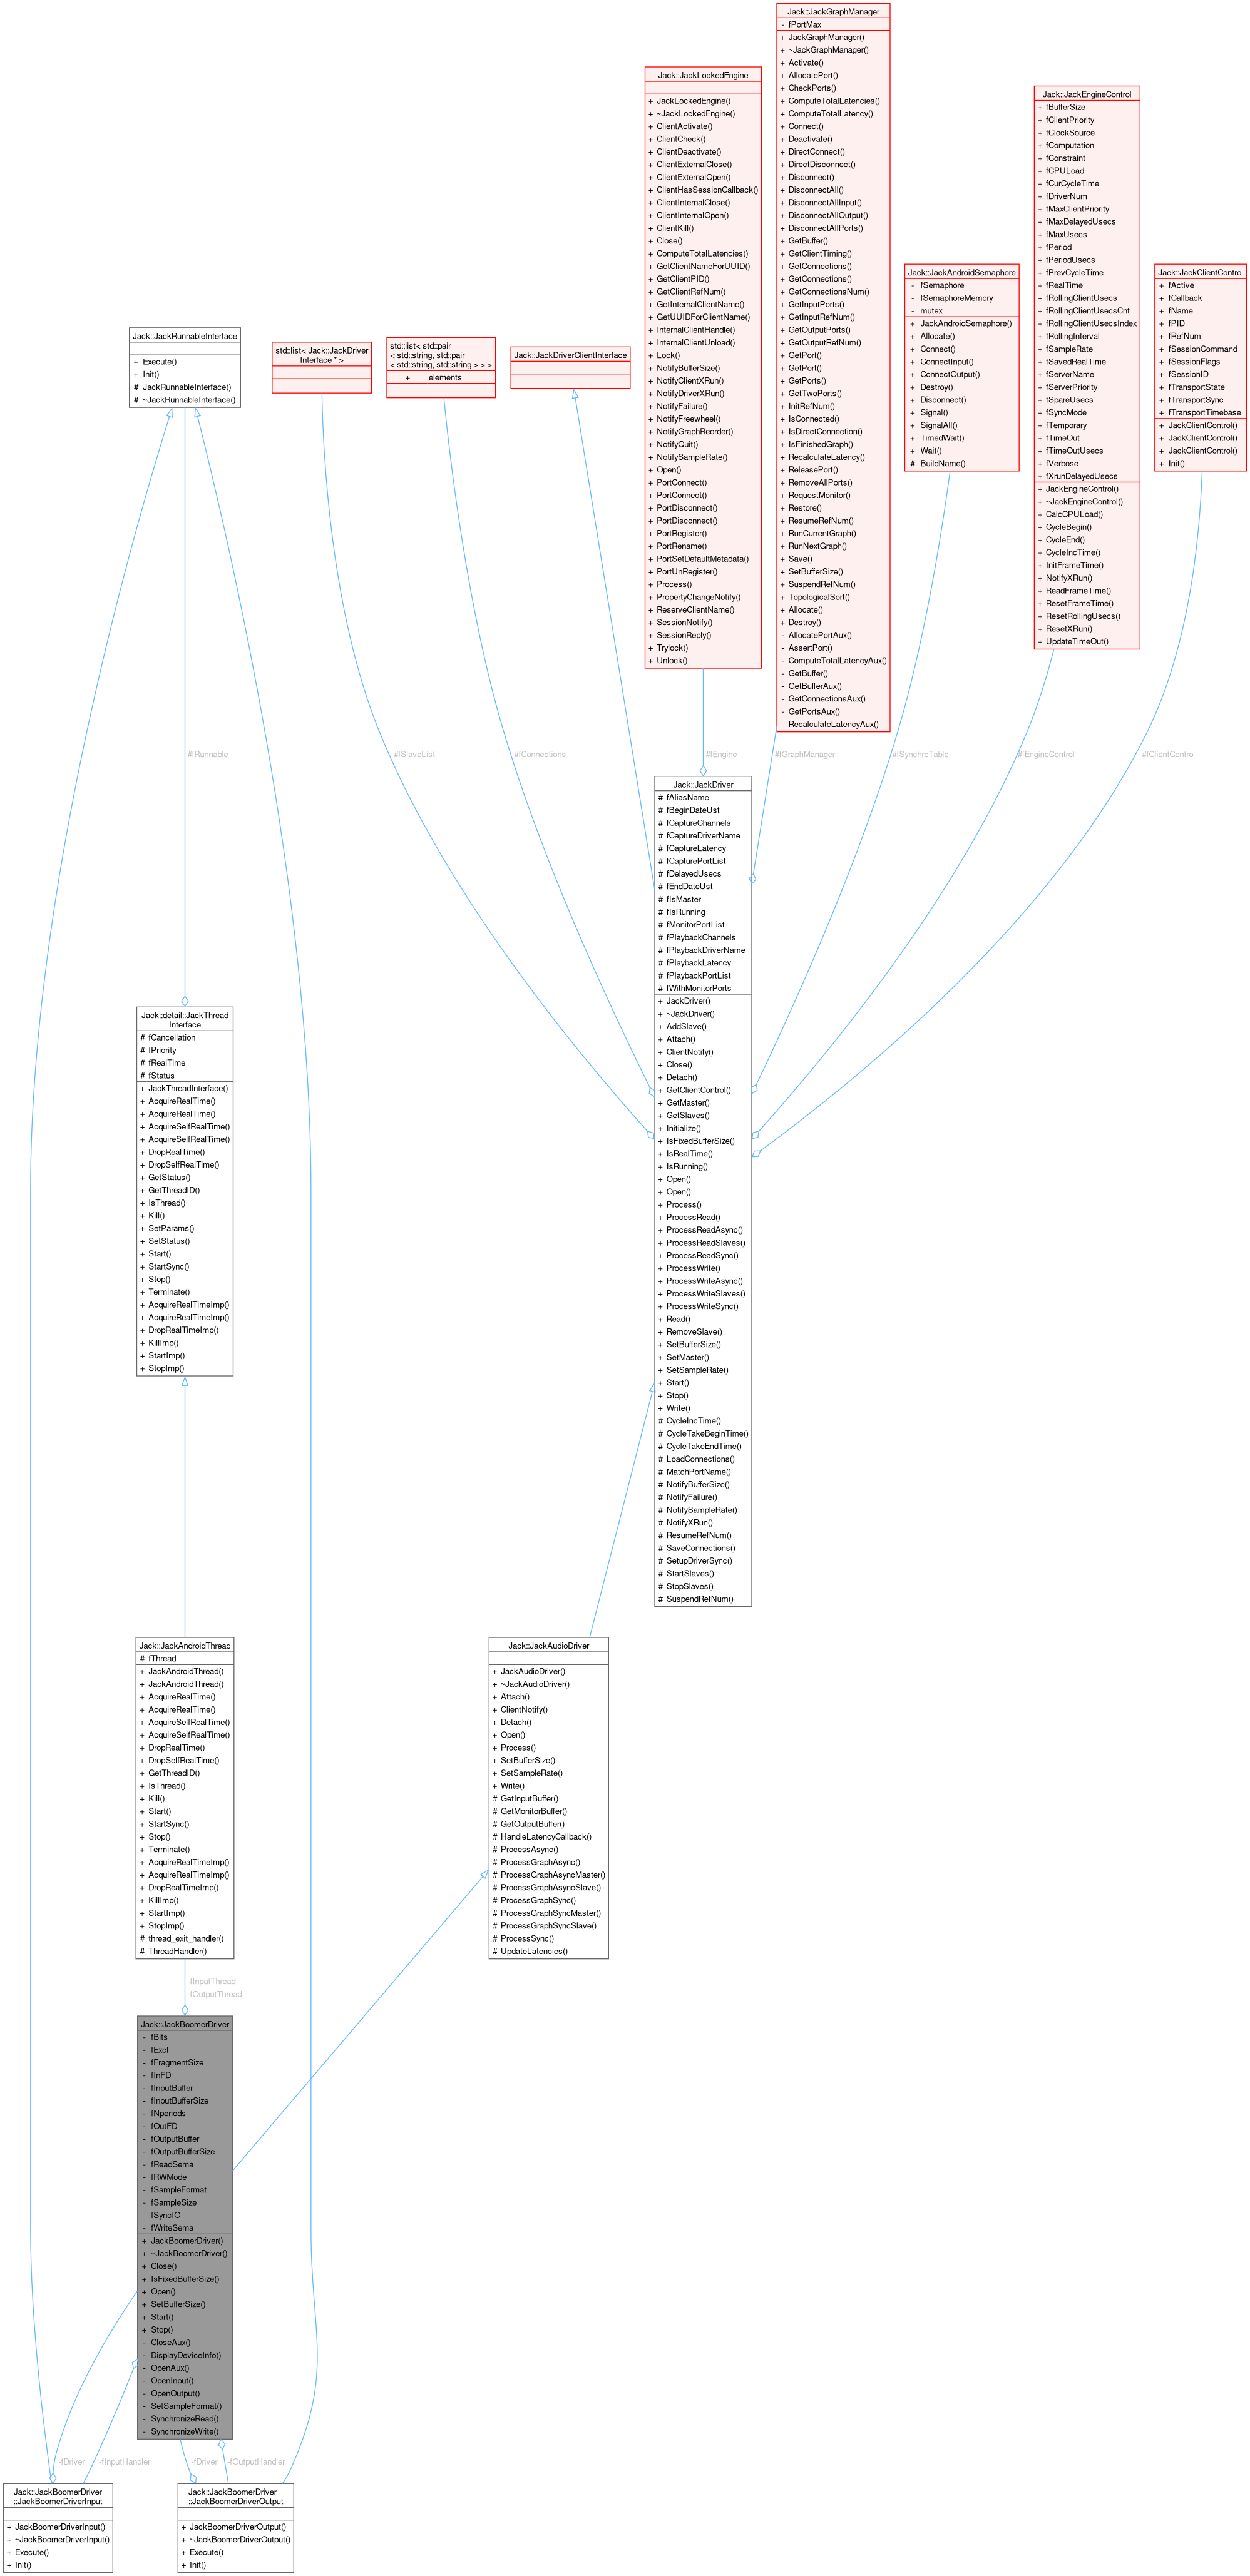 Jack::JackGraphManager
- fPortMax
+ JackGraphManager()
+ ~JackGraphManager()
+ Activate()
+ AllocatePort()
+ CheckPorts()
+ ComputeTotalLatencies()
+ ComputeTotalLatency()
+ Connect()
+ Deactivate()
+ DirectConnect()
+ DirectDisconnect()
+ Disconnect()
+ DisconnectAll()
+ DisconnectAllInput()
+ DisconnectAllOutput()
+ DisconnectAllPorts()
+ GetBuffer()
+ GetClientTiming()
+ GetConnections()
+ GetConnections()
+ GetConnectionsNum()
+ GetInputPorts()
+ GetInputRefNum()
+ GetOutputPorts()
+ GetOutputRefNum()
+ GetPort()
+ GetPort()
+ GetPorts()
+ GetTwoPorts()
+ InitRefNum()
+ IsConnected()
+ IsDirectConnection()
+ IsFinishedGraph()
+ RecalculateLatency()
+ ReleasePort()
+ RemoveAllPorts()
+ RequestMonitor()
+ Restore()
+ ResumeRefNum()
+ RunCurrentGraph()
+ RunNextGraph()
+ Save()
+ SetBufferSize()
+ SuspendRefNum()
+ TopologicalSort()
+ Allocate()
+ Destroy()
- AllocatePortAux()
- AssertPort()
- ComputeTotalLatencyAux()
- GetBuffer()
- GetBufferAux()
- GetConnectionsAux()
- GetPortsAux()
- RecalculateLatencyAux()
Jack::JackLockedEngine
+ JackLockedEngine()
+ ~JackLockedEngine()
+ ClientActivate()
+ ClientCheck()
+ ClientDeactivate()
+ ClientExternalClose()
+ ClientExternalOpen()
+ ClientHasSessionCallback()
+ ClientInternalClose()
+ ClientInternalOpen()
+ ClientKill()
+ Close()
+ ComputeTotalLatencies()
+ GetClientNameForUUID()
+ GetClientPID()
+ GetClientRefNum()
+ GetInternalClientName()
+ GetUUIDForClientName()
+ InternalClientHandle()
+ InternalClientUnload()
+ Lock()
+ NotifyBufferSize()
+ NotifyClientXRun()
+ NotifyDriverXRun()
+ NotifyFailure()
+ NotifyFreewheel()
+ NotifyGraphReorder()
+ NotifyQuit()
+ NotifySampleRate()
+ Open()
+ PortConnect()
+ PortConnect()
+ PortDisconnect()
+ PortDisconnect()
+ PortRegister()
+ PortRename()
+ PortSetDefaultMetadata()
+ PortUnRegister()
+ Process()
+ PropertyChangeNotify()
+ ReserveClientName()
+ SessionNotify()
+ SessionReply()
+ Trylock()
+ Unlock()
Jack::JackEngineControl
+ fBufferSize
+ fClientPriority
+ fClockSource
+ fComputation
+ fConstraint
+ fCPULoad
+ fCurCycleTime
+ fDriverNum
+ fMaxClientPriority
+ fMaxDelayedUsecs
+ fMaxUsecs
+ fPeriod
+ fPeriodUsecs
+ fPrevCycleTime
+ fRealTime
+ fRollingClientUsecs
+ fRollingClientUsecsCnt
+ fRollingClientUsecsIndex
+ fRollingInterval
+ fSampleRate
+ fSavedRealTime
+ fServerName
+ fServerPriority
+ fSpareUsecs
+ fSyncMode
+ fTemporary
+ fTimeOut
+ fTimeOutUsecs
+ fVerbose
+ fXrunDelayedUsecs
+ JackEngineControl()
+ ~JackEngineControl()
+ CalcCPULoad()
+ CycleBegin()
+ CycleEnd()
+ CycleIncTime()
+ InitFrameTime()
+ NotifyXRun()
+ ReadFrameTime()
+ ResetFrameTime()
+ ResetRollingUsecs()
+ ResetXRun()
+ UpdateTimeOut()
Jack::JackAndroidSemaphore
- fSemaphore
- fSemaphoreMemory
- mutex
+ JackAndroidSemaphore()
+ Allocate()
+ Connect()
+ ConnectInput()
+ ConnectOutput()
+ Destroy()
+ Disconnect()
+ Signal()
+ SignalAll()
+ TimedWait()
+ Wait()
# BuildName()
Jack::JackClientControl
+ fActive
+ fCallback
+ fName
+ fPID
+ fRefNum
+ fSessionCommand
+ fSessionFlags
+ fSessionID
+ fTransportState
+ fTransportSync
+ fTransportTimebase
+ JackClientControl()
+ JackClientControl()
+ JackClientControl()
+ Init()
Jack::JackRunnableInterface
+ Execute()
+ Init()
# JackRunnableInterface()
# ~JackRunnableInterface()
std::list< Jack::JackDriver
Interface * >
std::list< std::pair
< std::string, std::pair
< std::string, std::string > > >
+ elements
Jack::JackDriverClientInterface
#fRunnable
#fSlaveList
#fConnections
#fEngine
#fGraphManager
#fSynchroTable
#fEngineControl
#fClientControl
Jack::JackDriver
# fAliasName
# fBeginDateUst
# fCaptureChannels
# fCaptureDriverName
# fCaptureLatency
# fCapturePortList
# fDelayedUsecs
# fEndDateUst
# fIsMaster
# fIsRunning
# fMonitorPortList
# fPlaybackChannels
# fPlaybackDriverName
# fPlaybackLatency
# fPlaybackPortList
# fWithMonitorPorts
+ JackDriver()
+ ~JackDriver()
+ AddSlave()
+ Attach()
+ ClientNotify()
+ Close()
+ Detach()
+ GetClientControl()
+ GetMaster()
+ GetSlaves()
+ Initialize()
+ IsFixedBufferSize()
+ IsRealTime()
+ IsRunning()
+ Open()
+ Open()
+ Process()
+ ProcessRead()
+ ProcessReadAsync()
+ ProcessReadSlaves()
+ ProcessReadSync()
+ ProcessWrite()
+ ProcessWriteAsync()
+ ProcessWriteSlaves()
+ ProcessWriteSync()
+ Read()
+ RemoveSlave()
+ SetBufferSize()
+ SetMaster()
+ SetSampleRate()
+ Start()
+ Stop()
+ Write()
# CycleIncTime()
# CycleTakeBeginTime()
# CycleTakeEndTime()
# LoadConnections()
# MatchPortName()
# NotifyBufferSize()
# NotifyFailure()
# NotifySampleRate()
# NotifyXRun()
# ResumeRefNum()
# SaveConnections()
# SetupDriverSync()
# StartSlaves()
# StopSlaves()
# SuspendRefNum()
Jack::detail::JackThread
Interface
# fCancellation
# fPriority
# fRealTime
# fStatus
+ JackThreadInterface()
+ AcquireRealTime()
+ AcquireRealTime()
+ AcquireSelfRealTime()
+ AcquireSelfRealTime()
+ DropRealTime()
+ DropSelfRealTime()
+ GetStatus()
+ GetThreadID()
+ IsThread()
+ Kill()
+ SetParams()
+ SetStatus()
+ Start()
+ StartSync()
+ Stop()
+ Terminate()
+ AcquireRealTimeImp()
+ AcquireRealTimeImp()
+ DropRealTimeImp()
+ KillImp()
+ StartImp()
+ StopImp()
Jack::JackAndroidThread
# fThread
+ JackAndroidThread()
+ JackAndroidThread()
+ AcquireRealTime()
+ AcquireRealTime()
+ AcquireSelfRealTime()
+ AcquireSelfRealTime()
+ DropRealTime()
+ DropSelfRealTime()
+ GetThreadID()
+ IsThread()
+ Kill()
+ Start()
+ StartSync()
+ Stop()
+ Terminate()
+ AcquireRealTimeImp()
+ AcquireRealTimeImp()
+ DropRealTimeImp()
+ KillImp()
+ StartImp()
+ StopImp()
# thread_exit_handler()
# ThreadHandler()
Jack::JackAudioDriver
+ JackAudioDriver()
+ ~JackAudioDriver()
+ Attach()
+ ClientNotify()
+ Detach()
+ Open()
+ Process()
+ SetBufferSize()
+ SetSampleRate()
+ Write()
# GetInputBuffer()
# GetMonitorBuffer()
# GetOutputBuffer()
# HandleLatencyCallback()
# ProcessAsync()
# ProcessGraphAsync()
# ProcessGraphAsyncMaster()
# ProcessGraphAsyncSlave()
# ProcessGraphSync()
# ProcessGraphSyncMaster()
# ProcessGraphSyncSlave()
# ProcessSync()
# UpdateLatencies()
-fInputThread
-fOutputThread
Jack::JackBoomerDriver
- fBits
- fExcl
- fFragmentSize
- fInFD
- fInputBuffer
- fInputBufferSize
- fNperiods
- fOutFD
- fOutputBuffer
- fOutputBufferSize
- fReadSema
- fRWMode
- fSampleFormat
- fSampleSize
- fSyncIO
- fWriteSema
+ JackBoomerDriver()
+ ~JackBoomerDriver()
+ Close()
+ IsFixedBufferSize()
+ Open()
+ SetBufferSize()
+ Start()
+ Stop()
- CloseAux()
- DisplayDeviceInfo()
- OpenAux()
- OpenInput()
- OpenOutput()
- SetSampleFormat()
- SynchronizeRead()
- SynchronizeWrite()
-fDriver
-fInputHandler
-fDriver
-fOutputHandler
Jack::JackBoomerDriver
::JackBoomerDriverInput
+ JackBoomerDriverInput()
+ ~JackBoomerDriverInput()
+ Execute()
+ Init()
Jack::JackBoomerDriver
::JackBoomerDriverOutput
+ JackBoomerDriverOutput()
+ ~JackBoomerDriverOutput()
+ Execute()
+ Init()